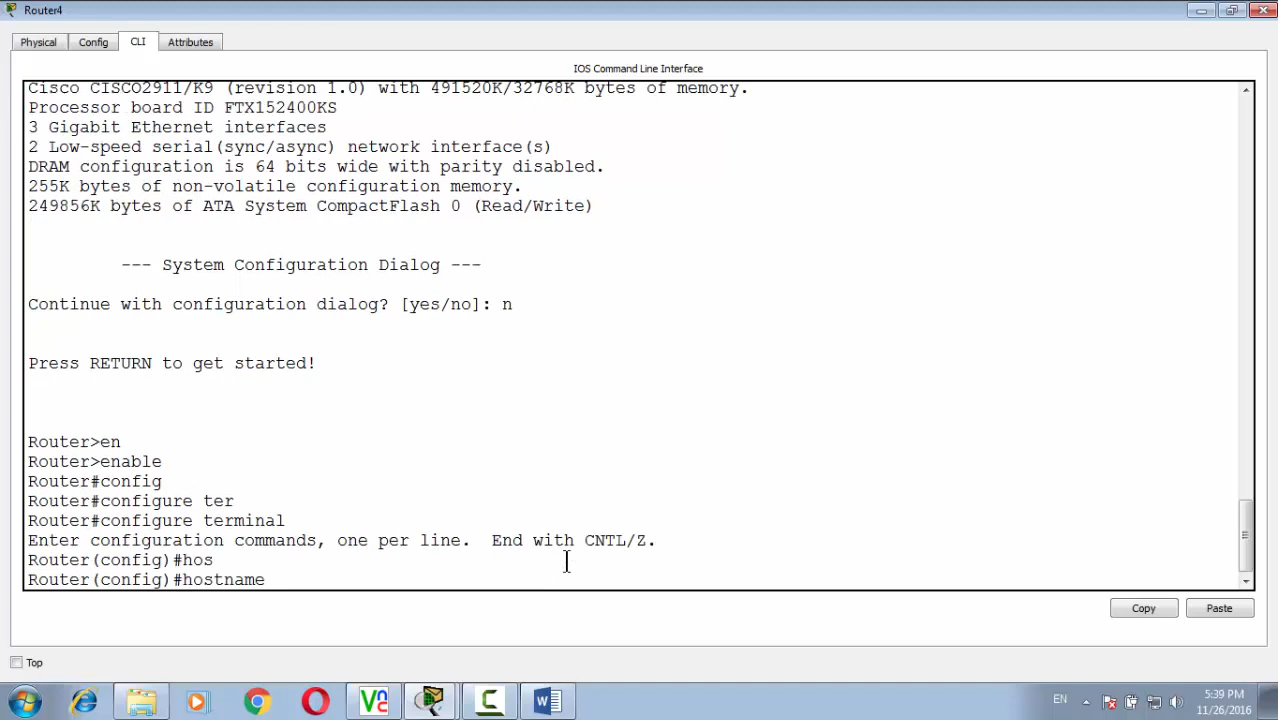 Router4
Physical Config CLI Attributes
IOS Command Line Interface
Cisco CISCO2911/K9 (revision 1.0) with 491520K/32768K bytes of memory.
Processor board ID FTX152400KS
3 Gigabit Ethernet interfaces
2 Low-speed serial(sync/async) network interface(s)
DRAM configuration is 64 bits wide with parity disabled.
255K bytes of non-volatile configuration memory.
249856K bytes of ATA System CompactFlash 0 (Read/Write)
--- System Configuration Dialog ---
Continue with configuration dialog? [yes/no]: n
Press RETURN to get started!
Router>en
Router>enable
Router#config
Router#configure ter
Router#configure terminal
Enter configuration commands, one per line.  End with CNTL/Z.
Router(config)#hos
Router(config)#hostname
Copy Paste
Top
EN 5:39 PM
11/26/2016